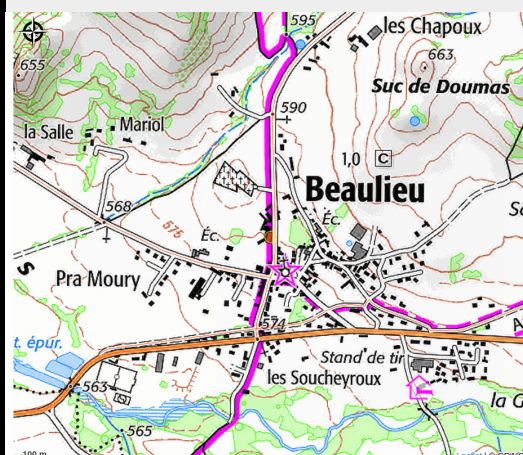 595
les Chapoux
663
655
Suc de Doumas
590
la Salle
Mariol
1,0 C
Beaulieu
568
575
Éc.
Éc.
S
Pra Moury
574
t. épur.
Stand de tir
563
les Soucheyroux
la G
565
100 m